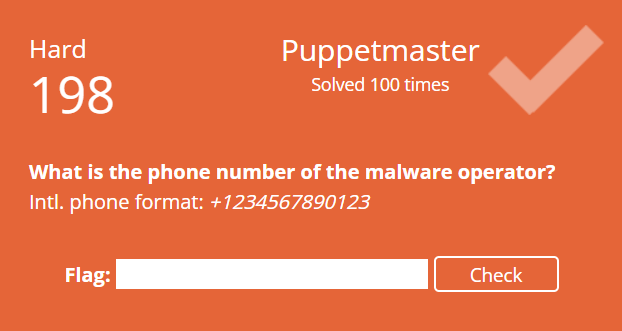 Hard
198
Puppetmaster
Solved 100 times
What is the phone number of the malware operator?
Intl. phone format: +1234567890123
Flag:
Check